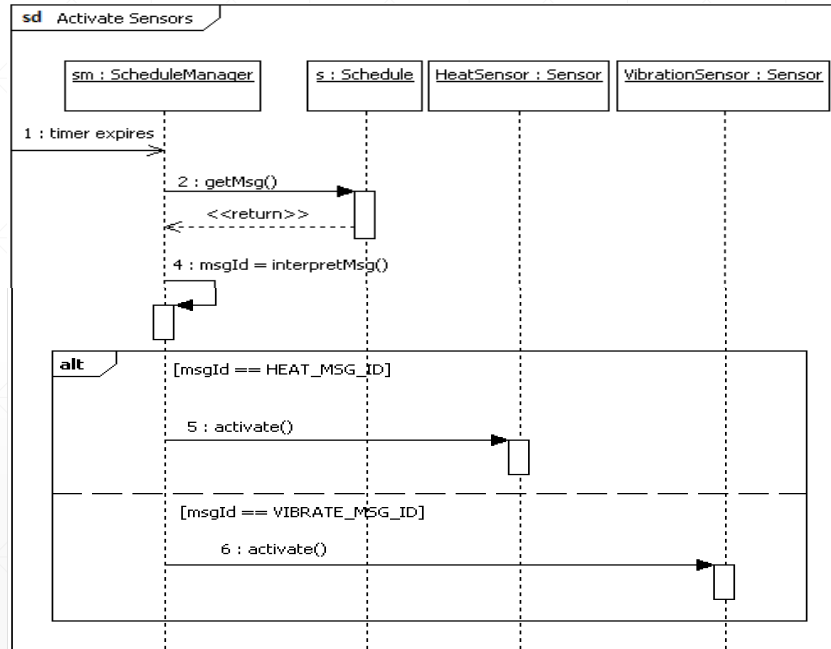 sd Activate Sensors
sm : ScheduleManager
s : Schedule
HeatSensor : Sensor
VibrationSensor : Sensor
1 : timer expires
2 : getMsg()
<<return>>
4 : msgId = interpretMsg()
alt
[msgId == HEAT_MSG_ID]
5 : activate()
[msgId == VIBRATE_MSG_ID]
6 : activate()